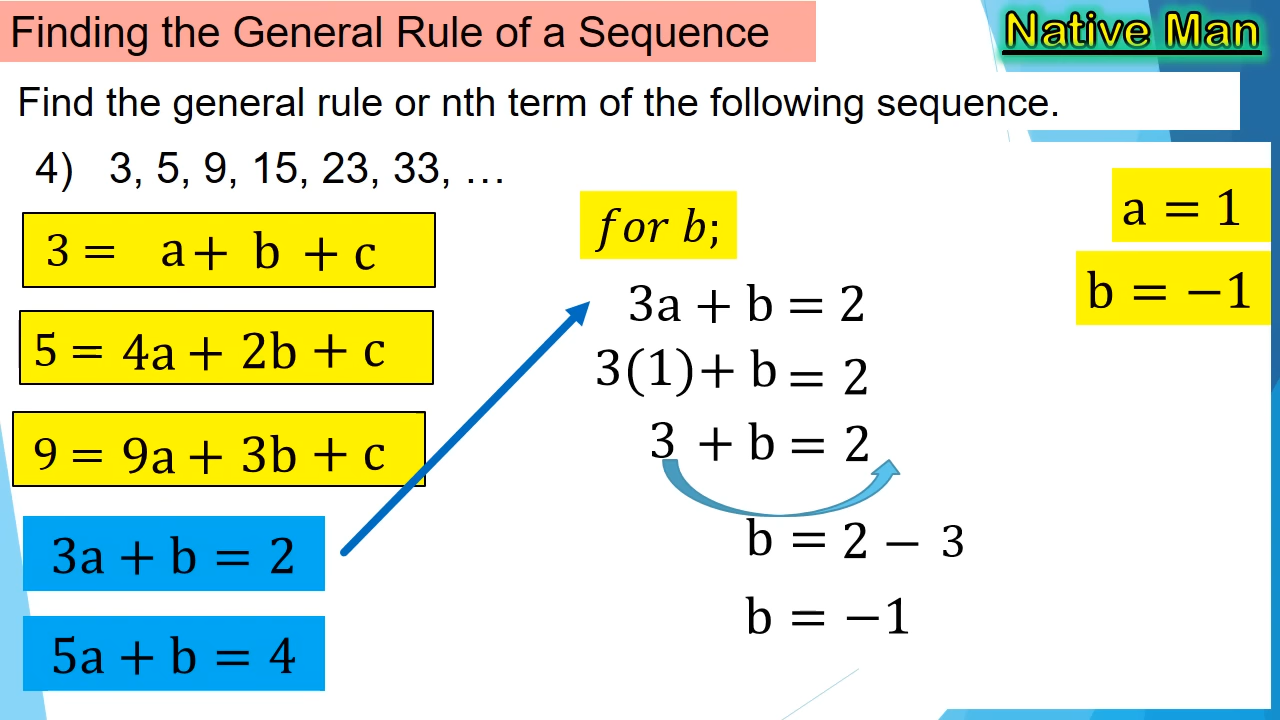 Finding the General Rule of a Sequence
Native Man
Find the general rule or nth term of the following sequence.
4) 3, 5, 9, 15, 23, 33, …
3 = a + b + c
5 = 4a + 2b + c
9 = 9a + 3b + c
3a + b = 2
5a + b = 4
for b;
3a + b = 2
3(1) + b = 2
3 + b = 2
b = 2 − 3
b = −1
a = 1
b = −1